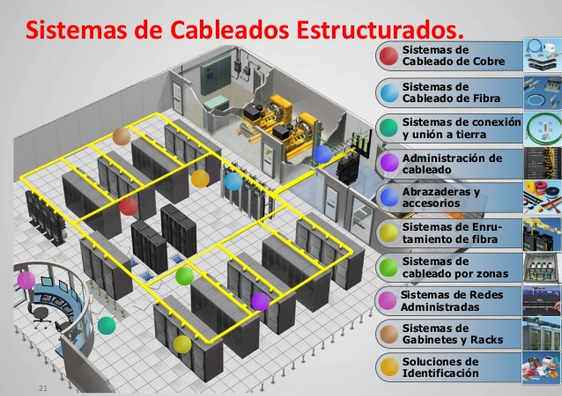 Sistemas de Cableados Estructurados.
Sistemas de
Cableado de Cobre
Sistemas de
Cableado de Fibra
Sistemas de conexión
y unión a tierra
Administración de
cableado
Abrazaderas y
accesorios
Sistemas de Enru-
tamiento de fibra
Sistemas de
cableado por zonas
Sistemas de Redes
Administradas
Sistemas de
Gabinetes y Racks
Soluciones de
Identificación
21